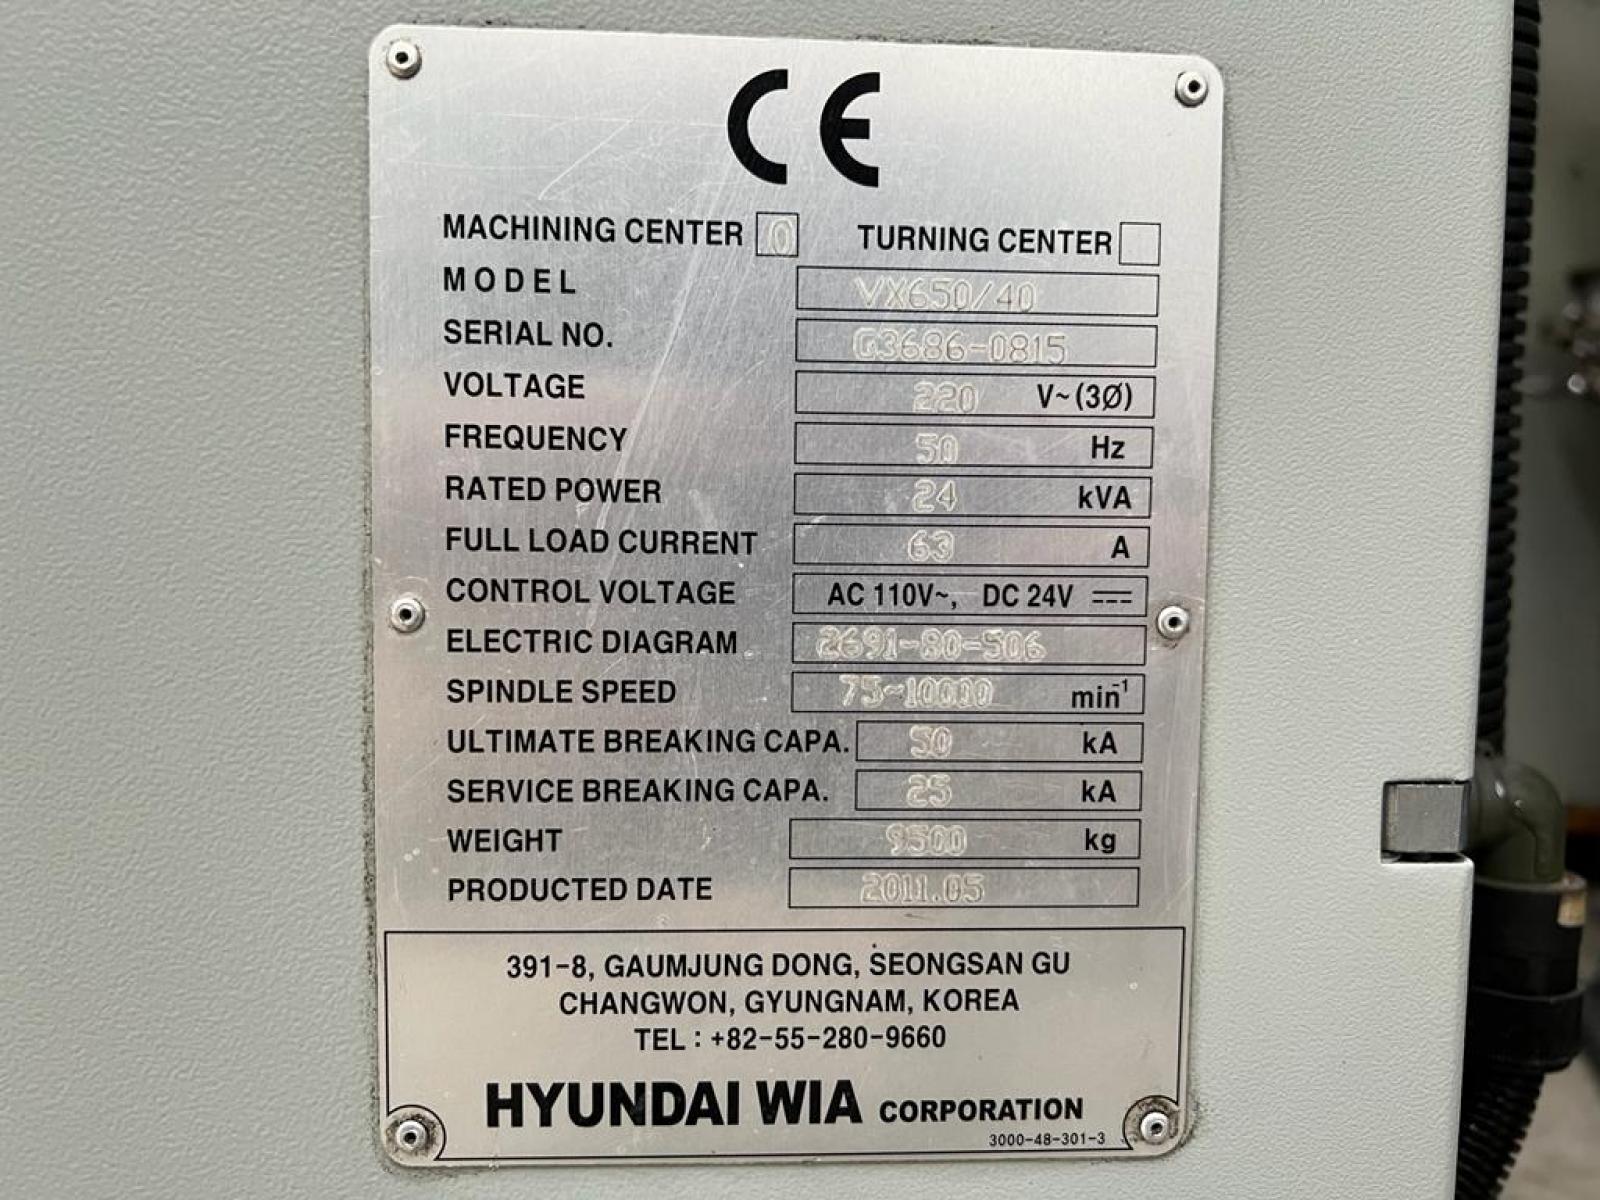 CE
MACHINING CENTER 0 TURNING CENTER
MODEL VX650/40
SERIAL NO. G3686-0815
VOLTAGE 220 V~(3Ø)
FREQUENCY 50 Hz
RATED POWER 24 kVA
FULL LOAD CURRENT 63 A
CONTROL VOLTAGE AC 110V~, DC 24V ⎓
ELECTRIC DIAGRAM 2691-80-506
SPINDLE SPEED 75~10000 min⁻¹
ULTIMATE BREAKING CAPA. 50 kA
SERVICE BREAKING CAPA. 25 kA
WEIGHT 9500 kg
PRODUCTED DATE 2011.05
391-8, GAUMJUNG DONG, SEONGSAN GU
CHANGWON, GYUNGNAM, KOREA
TEL : +82-55-280-9660
HYUNDAI WIA CORPORATION
3000-48-301-3